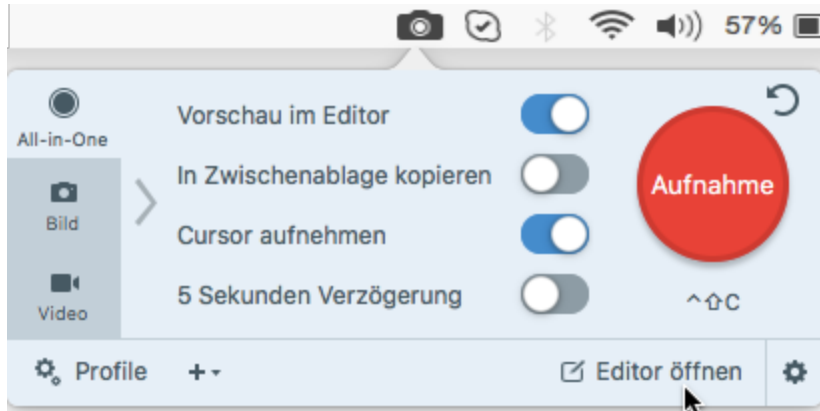 57%
All-in-One
Vorschau im Editor
In Zwischenablage kopieren
Aufnahme
Bild
Cursor aufnehmen
5 Sekunden Verzögerung
^⇧C
Video
Profile
+
Editor öffnen